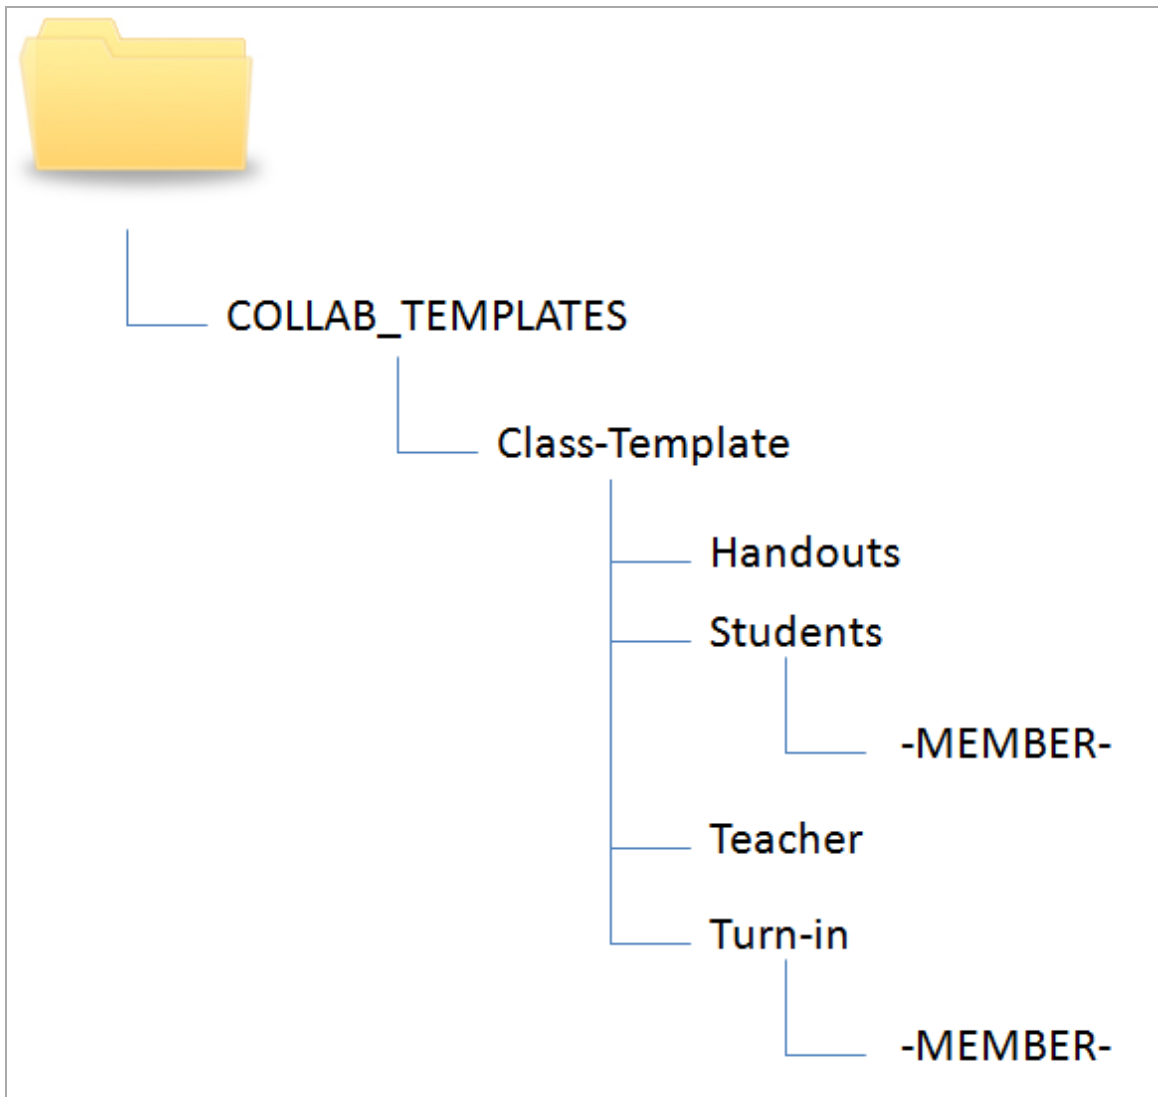 COLLAB_TEMPLATES
Class-Template
Handouts
Students
-MEMBER-
Teacher
Turn-in
-MEMBER-